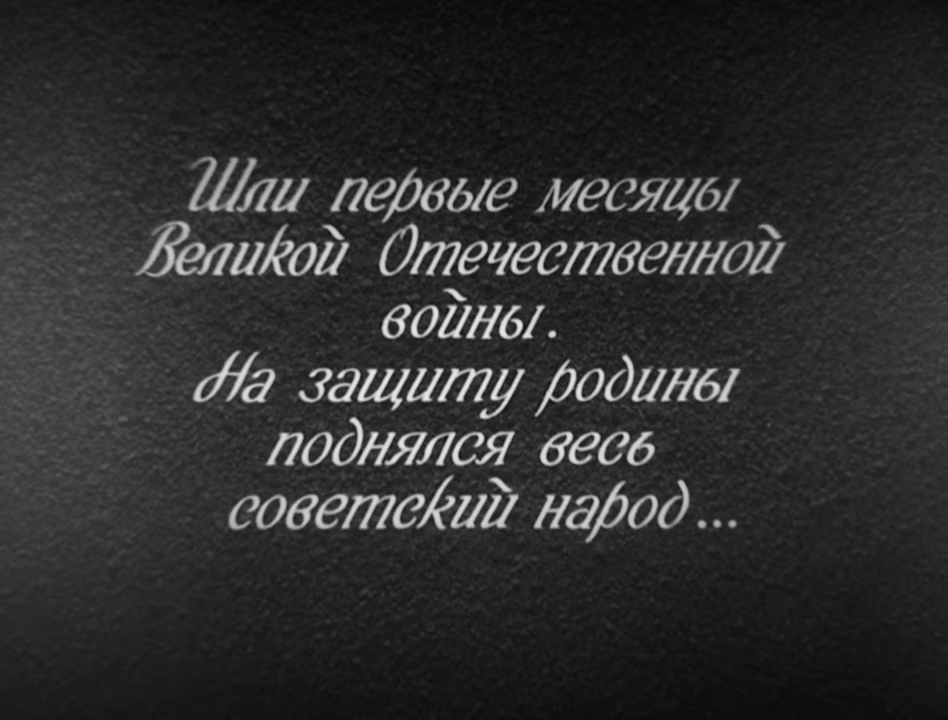 Шли первые месяцы
Великой Отечественной
войны.
На защиту родины
поднялся весь
советский народ...